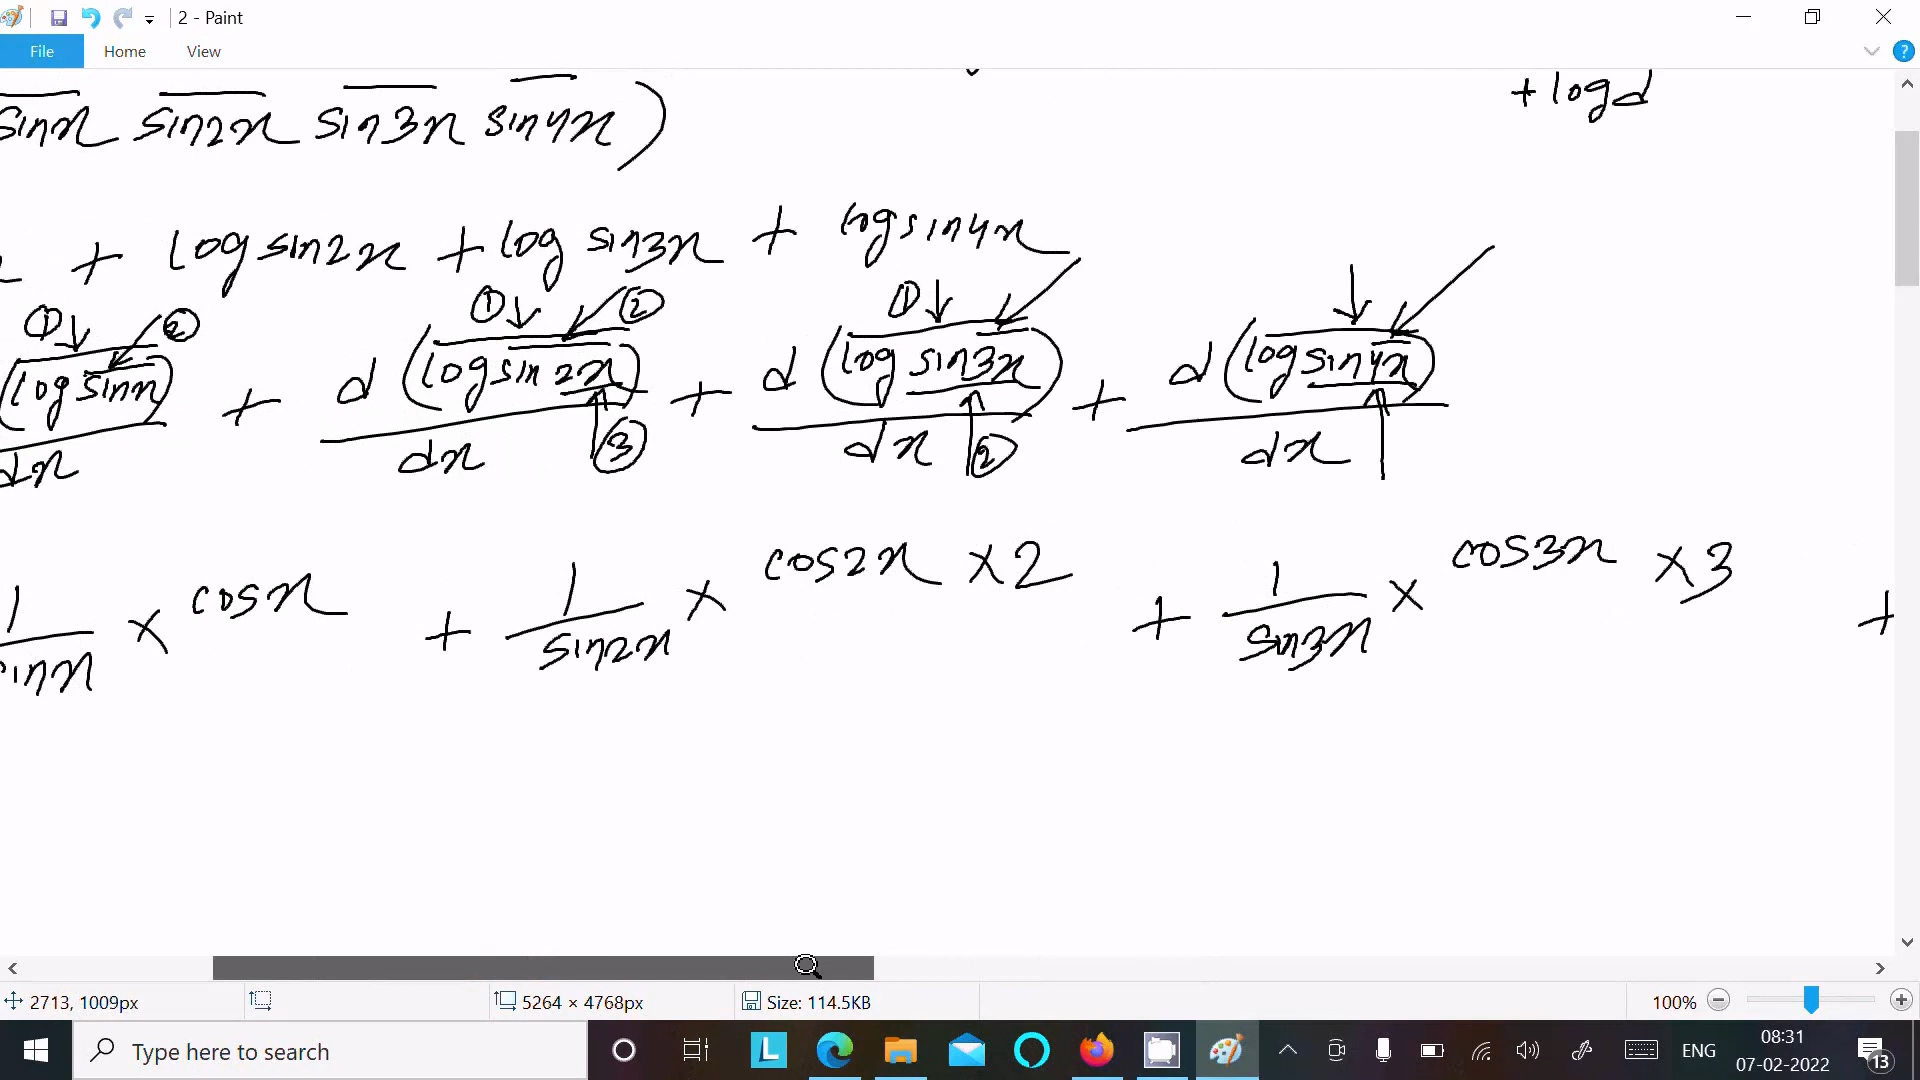 2 - Paint
File Home View
+ log d
sinx sin2x sin3x sin4x)
+ log sin2x + log sin3x + log sin4x
① ② ① ② ①
(log sinx) + d (log sin 2x) + d (log sin3x) + d (log sin4x)
dx dx ③ dx ② dx
1 × cosx + 1 × cos2x × 2 + 1 × cos3x × 3 +
sinx sin2x sin3x
2713, 1009px 5264 × 4768px Size: 114.5KB 100%
Type here to search L ENG 08:31
07-02-2022 13